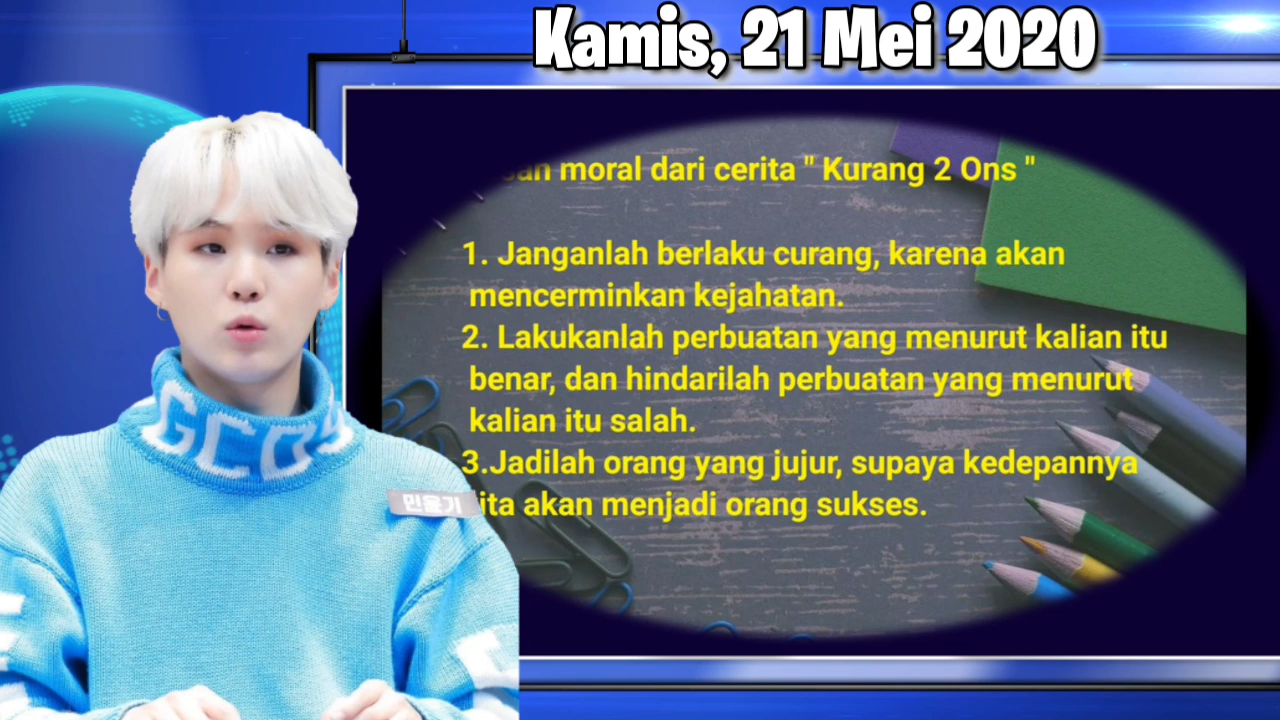 Kamis, 21 Mei 2020
moral dari cerita " Kurang 2 Ons "
1. Janganlah berlaku curang, karena akan
mencerminkan kejahatan.
2. Lakukanlah perbuatan yang menurut kalian itu
benar, dan hindarilah perbuatan yang menurut
kalian itu salah.
3.Jadilah orang yang jujur, supaya kedepannya
akan menjadi orang sukses.
GCDS
민윤기